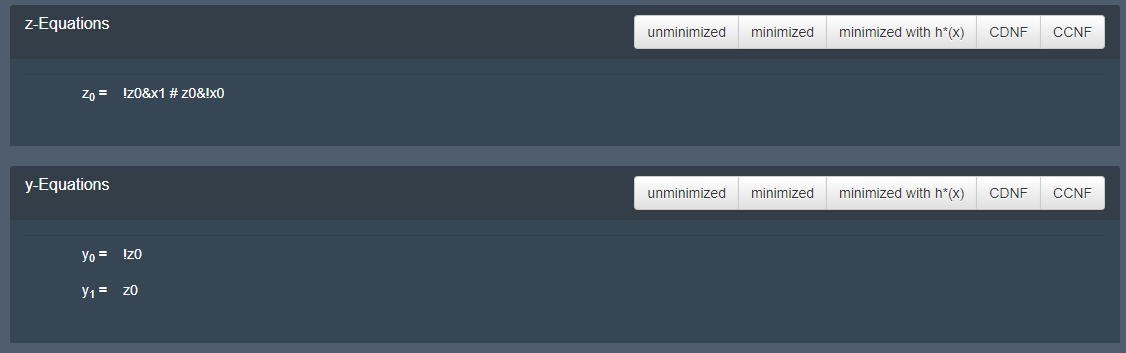 z-Equations
unminimized minimized minimized with h*(x) CDNF CCNF
z₀ = !z0&x1 # z0&!x0
y-Equations
unminimized minimized minimized with h*(x) CDNF CCNF
y₀ = !z0
y₁ = z0